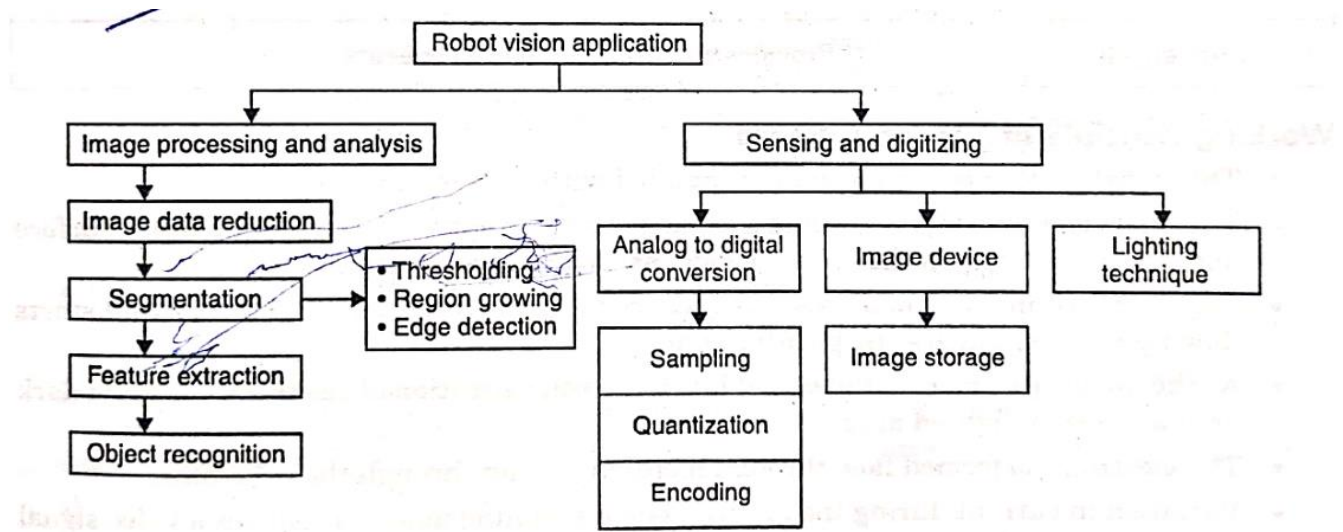 Robot vision application
Image processing and analysis
Sensing and digitizing
Image data reduction
Segmentation
• Thresholding
• Region growing
• Edge detection
Feature extraction
Object recognition
Analog to digital
conversion
Image device
Lighting
technique
Sampling
Image storage
Quantization
Encoding